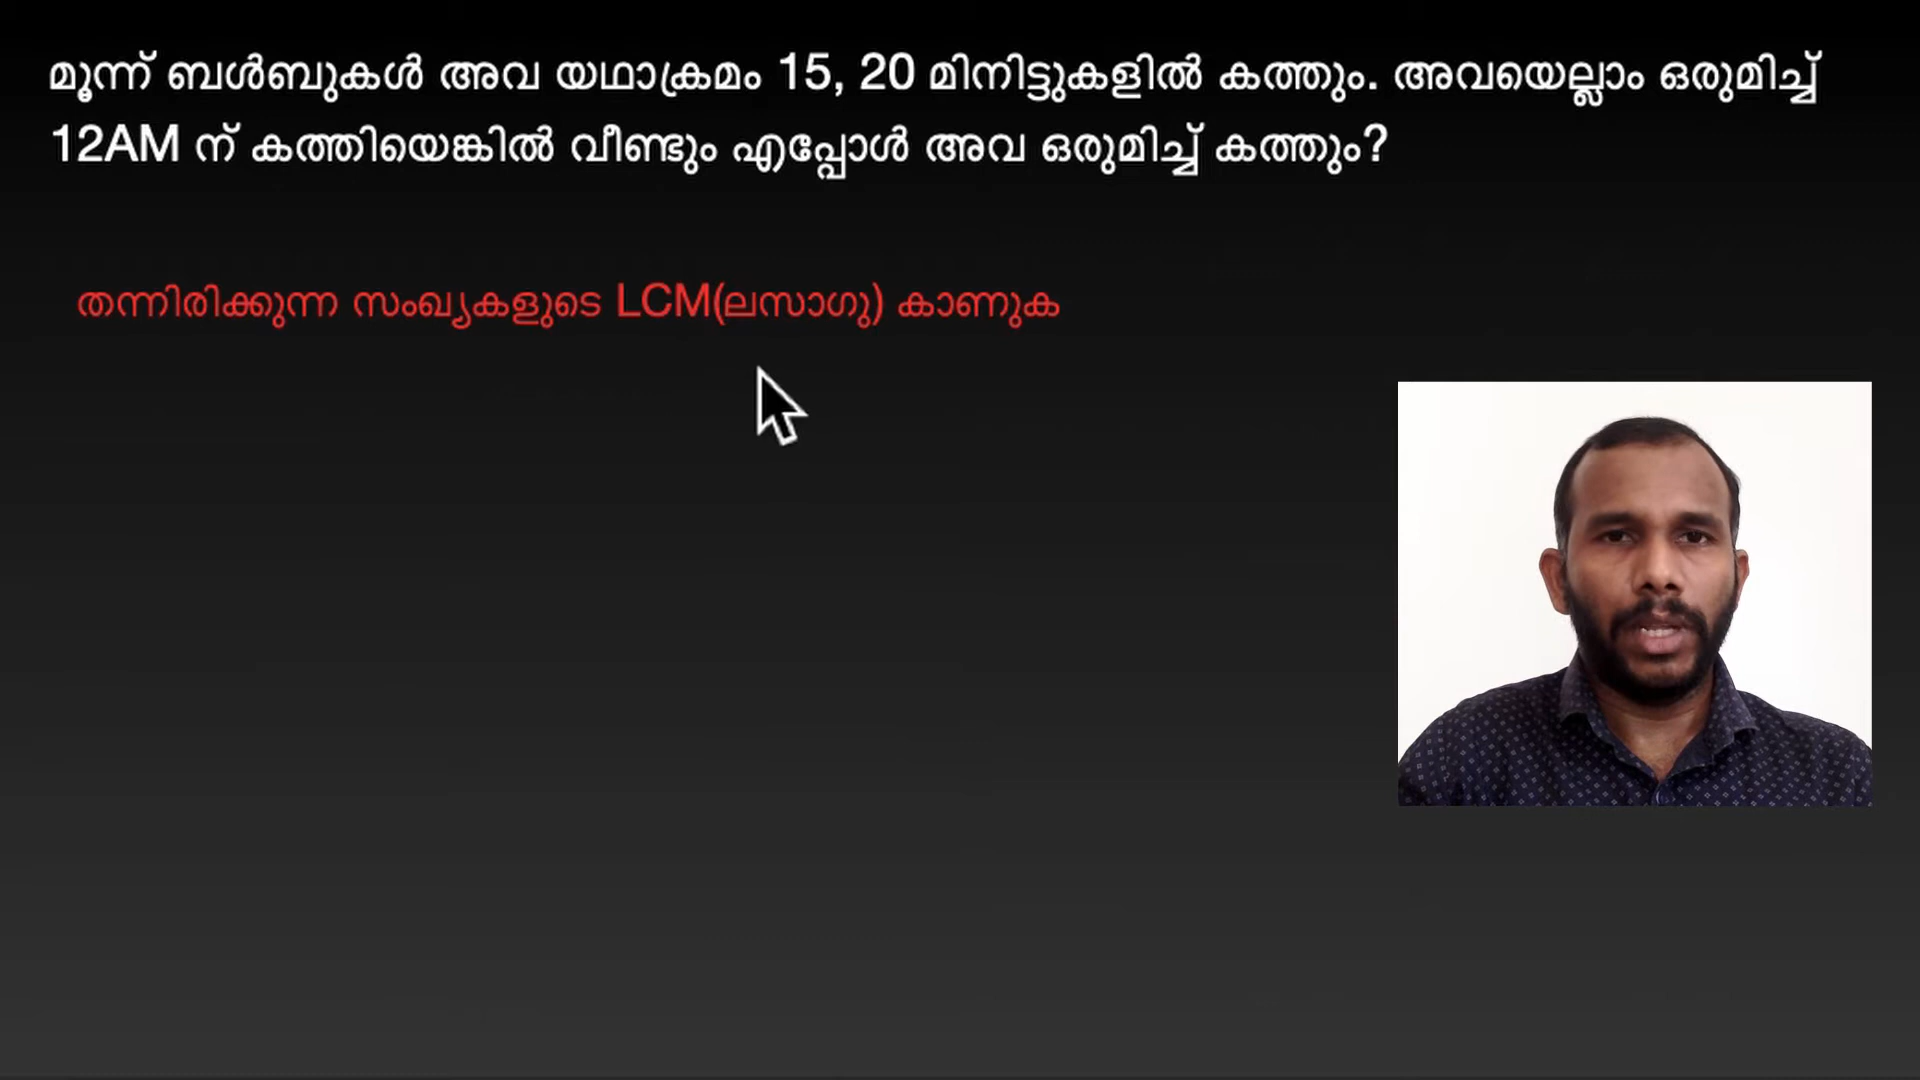 മൂന്ന് ബൾബുകൾ അവ യഥാക്രമം 15, 20 മിനിട്ടുകളിൽ കത്തും. അവയെല്ലാം ഒരുമിച്ച്
12AM ന് കത്തിയെങ്കിൽ വീണ്ടും എപ്പോൾ അവ ഒരുമിച്ച് കത്തും?
തന്നിരിക്കുന്ന സംഖ്യകളുടെ LCM(ലസാഗു) കാണുക